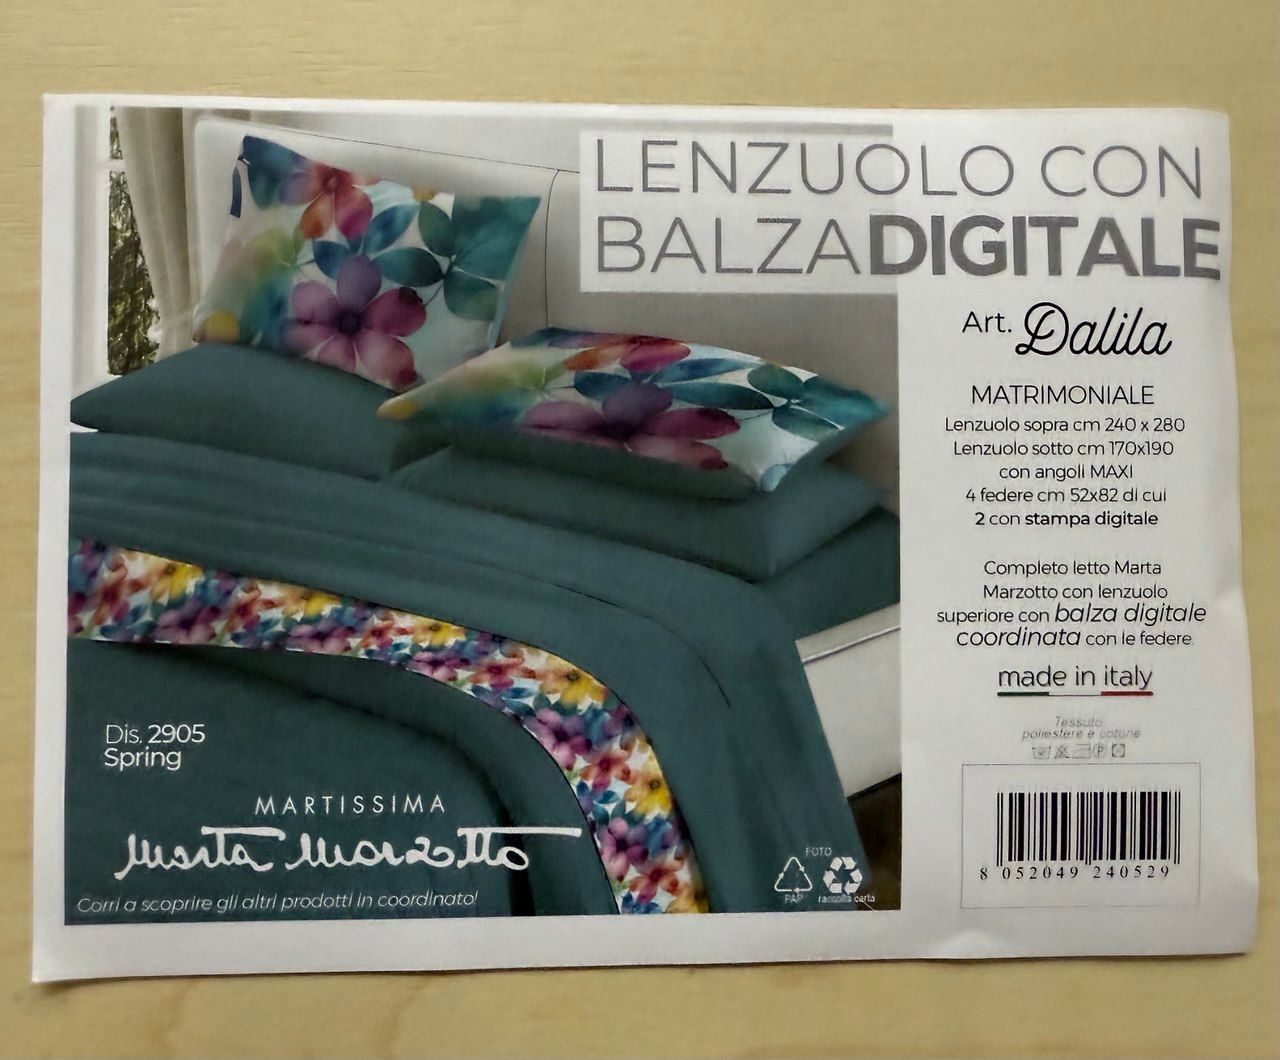 LENZUOLO CON
BALZADIGITALE
Art. Dalila
MATRIMONIALE
Lenzuolo sopra cm 240 x 280
Lenzuolo sotto cm 170x190
con angoli MAXI
4 federe cm 52x82 di cui
2 con stampa digitale
Completo letto Marta
Marzotto con lenzuolo
superiore con balza digitale
coordinata con le federe.
made in italy
Tessuto
poliestere e cotone
P
8 052049 240529
Dis. 2905
Spring
MARTISSIMA
Marta Marzotto
Corri a scoprire gli altri prodotti in coordinato!
FOTO
PAP
raccolta carta